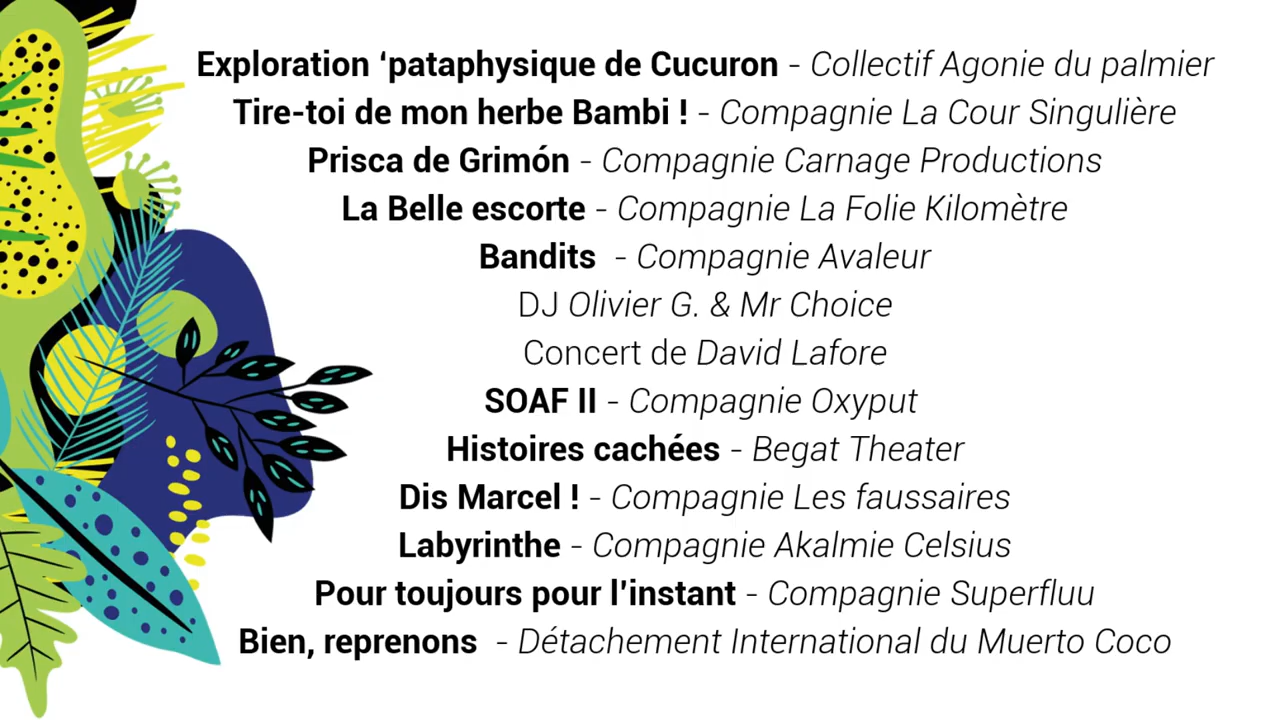 Exploration ‘pataphysique de Cucuron - Collectif Agonie du palmier
Tire-toi de mon herbe Bambi ! - Compagnie La Cour Singulière
Prisca de Grimón - Compagnie Carnage Productions
La Belle escorte - Compagnie La Folie Kilomètre
Bandits - Compagnie Avaleur
DJ Olivier G. & Mr Choice
Concert de David Lafore
SOAF II - Compagnie Oxyput
Histoires cachées - Begat Theater
Dis Marcel ! - Compagnie Les faussaires
Labyrinthe - Compagnie Akalmie Celsius
Pour toujours pour l'instant - Compagnie Superfluu
Bien, reprenons - Détachement International du Muerto Coco